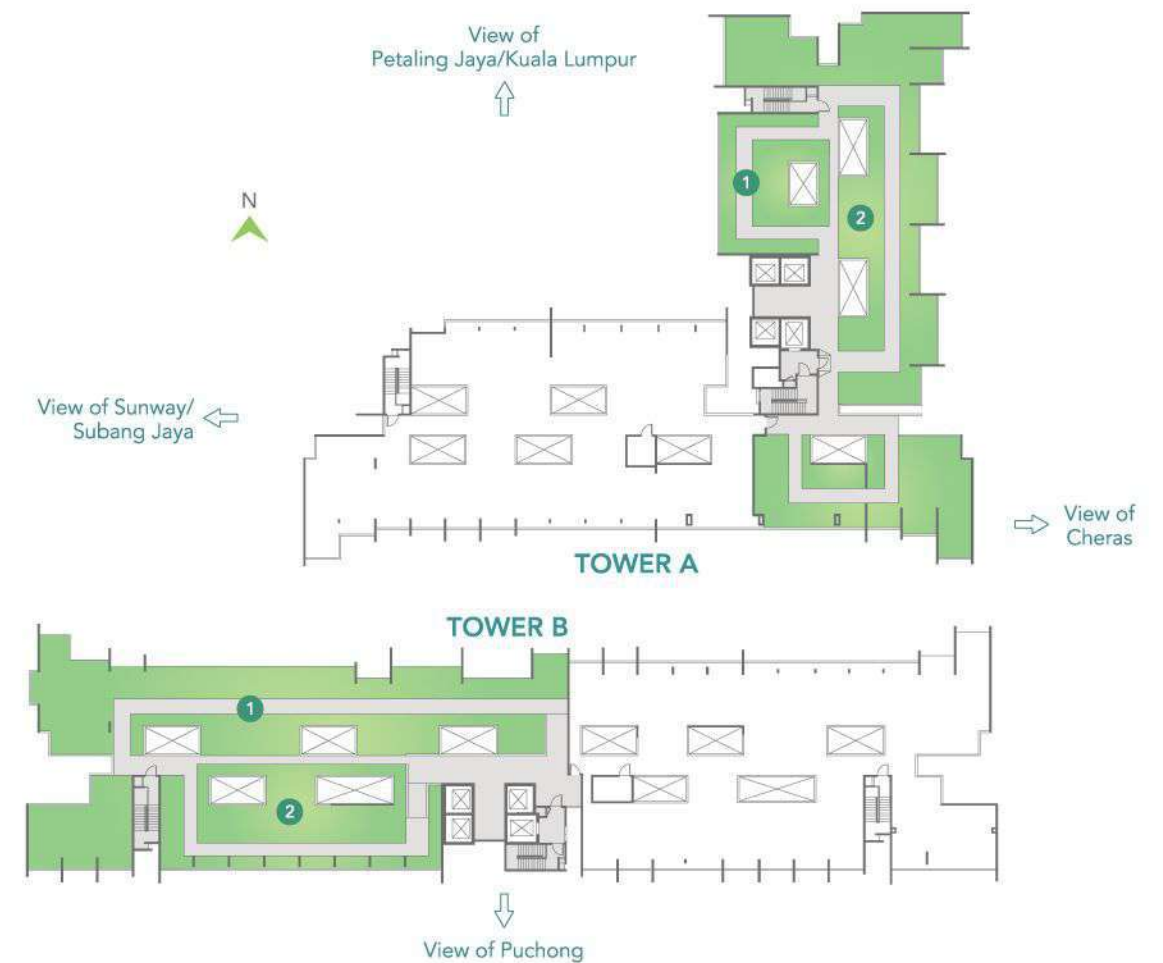 View of
Petaling Jaya/Kuala Lumpur
N
1
2
View of Sunway/
Subang Jaya
View of
Cheras
TOWER A
TOWER B
1
2
View of Puchong